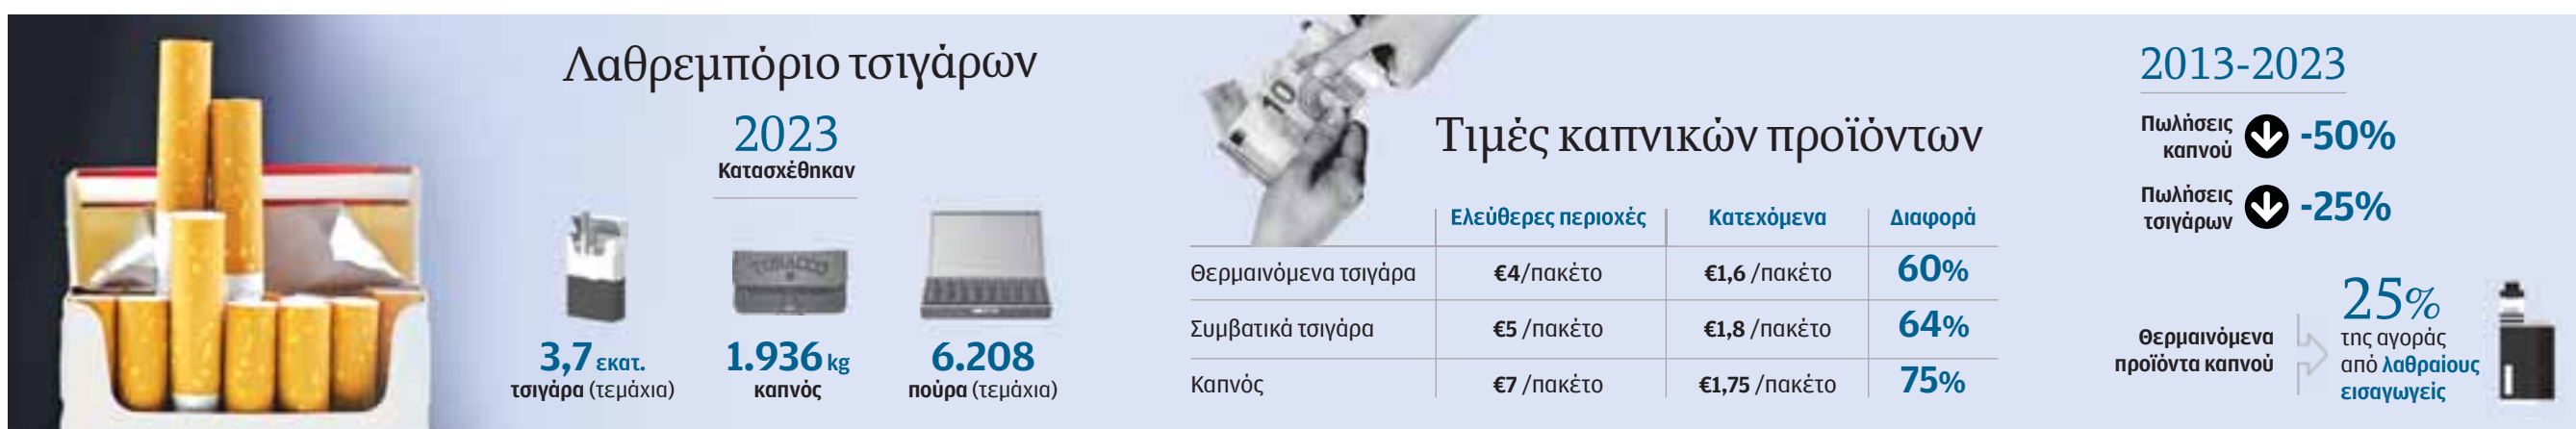 Λαθρεμπόριο τσιγάρων
2023
Κατασχέθηκαν
TOBACCO
3,7 εκατ.
τσιγάρα (τεμάχια)
1.936 kg
καπνός
6.208
πούρα (τεμάχια)
10
Τιμές καπνικών προϊόντων
Ελεύθερες περιοχές Κατεχόμενα Διαφορά
Θερμαινόμενα τσιγάρα €4/πακέτο €1,6 /πακέτο 60%
Συμβατικά τσιγάρα €5 /πακέτο €1,8 /πακέτο 64%
Καπνός €7 /πακέτο €1,75 /πακέτο 75%
2013-2023
Πωλήσεις
καπνού
-50%
Πωλήσεις
τσιγάρων
-25%
Θερμαινόμενα
προϊόντα καπνού
25%
της αγοράς
από λαθραίους
εισαγωγείς